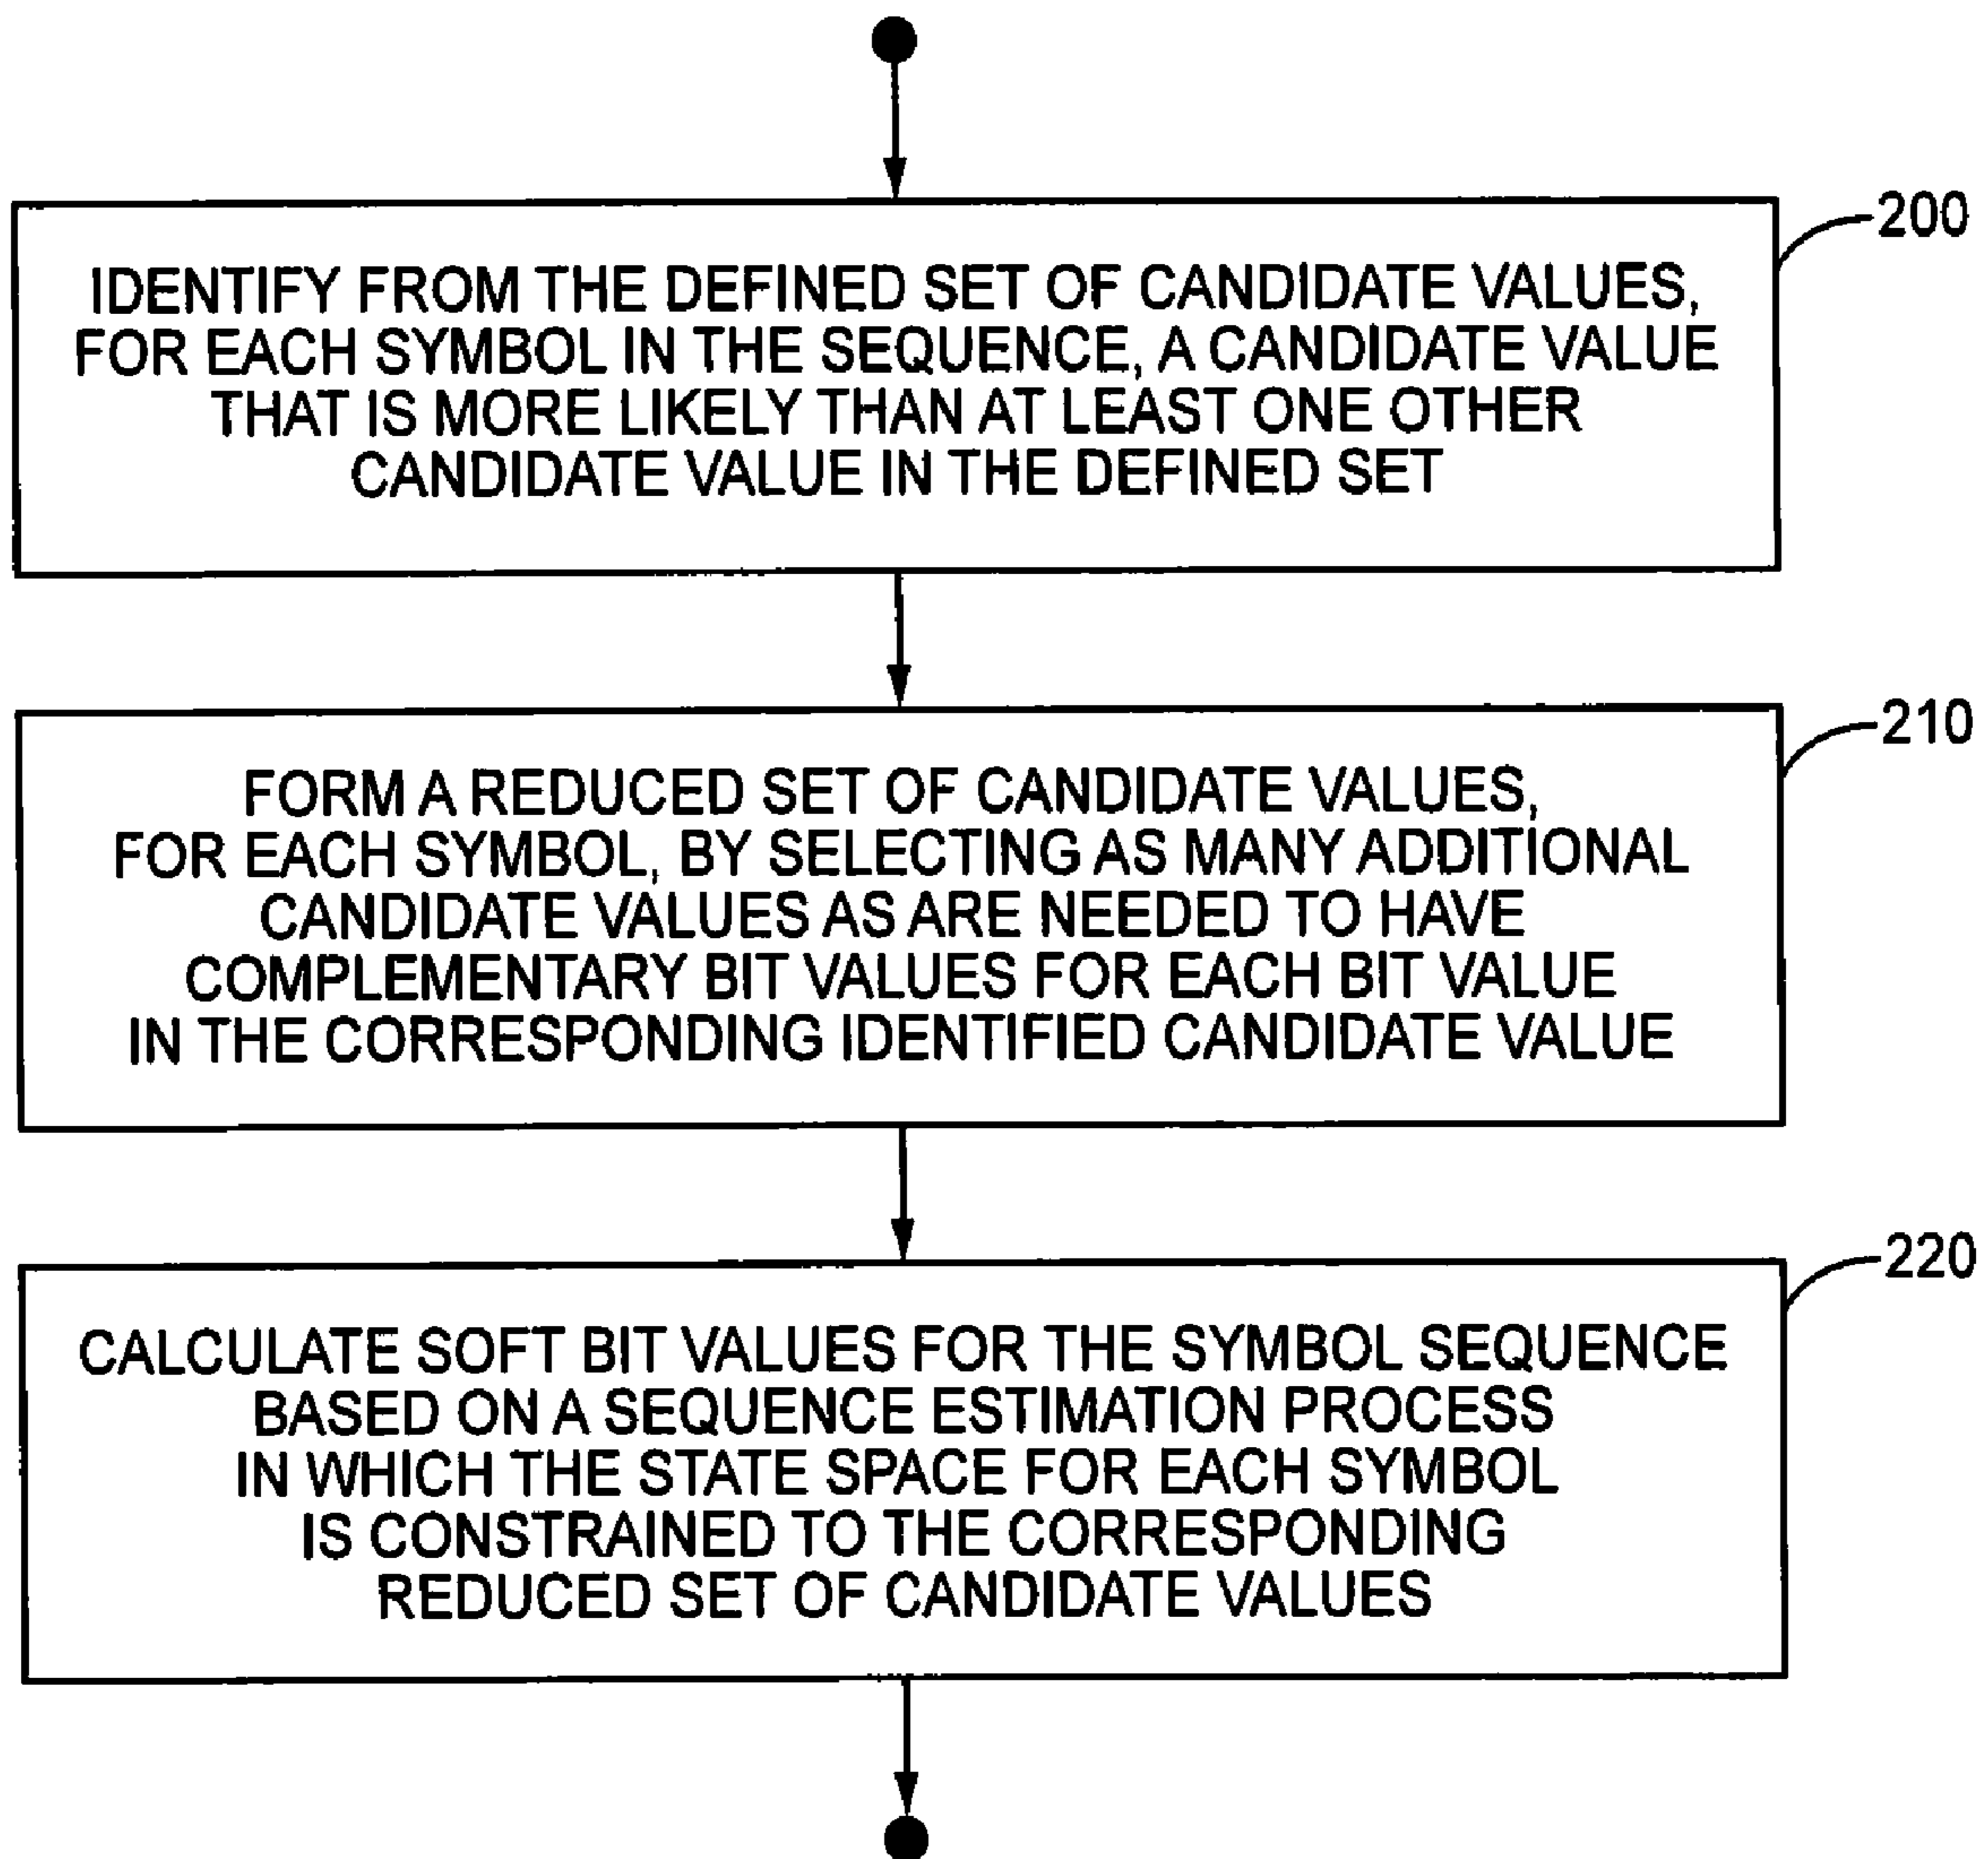 200
IDENTIFY FROM THE DEFINED SET OF CANDIDATE VALUES,
FOR EACH SYMBOL IN THE SEQUENCE, A CANDIDATE VALUE
THAT IS MORE LIKELY THAN AT LEAST ONE OTHER
CANDIDATE VALUE IN THE DEFINED SET
210
FORM A REDUCED SET OF CANDIDATE VALUES,
FOR EACH SYMBOL, BY SELECTING AS MANY ADDITIONAL
CANDIDATE VALUES AS ARE NEEDED TO HAVE
COMPLEMENTARY BIT VALUES FOR EACH BIT VALUE
IN THE CORRESPONDING IDENTIFIED CANDIDATE VALUE
220
CALCULATE SOFT BIT VALUES FOR THE SYMBOL SEQUENCE
BASED ON A SEQUENCE ESTIMATION PROCESS
IN WHICH THE STATE SPACE FOR EACH SYMBOL
IS CONSTRAINED TO THE CORRESPONDING
REDUCED SET OF CANDIDATE VALUES